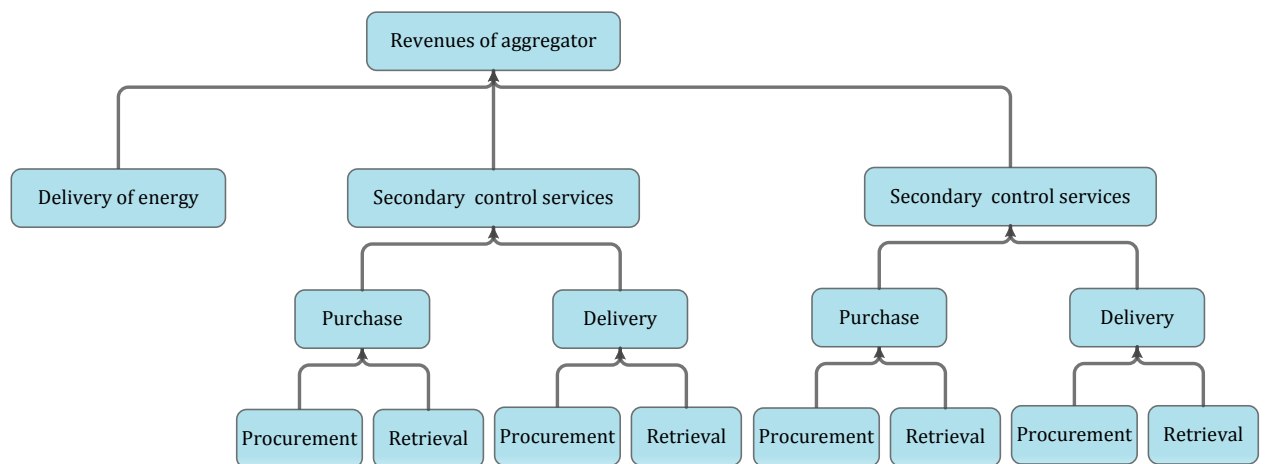 Revenues of aggregator
Delivery of energy
Secondary  control services
Secondary  control services
Purchase
Delivery
Purchase
Delivery
Procurement
Retrieval
Procurement
Retrieval
Procurement
Retrieval
Procurement
Retrieval